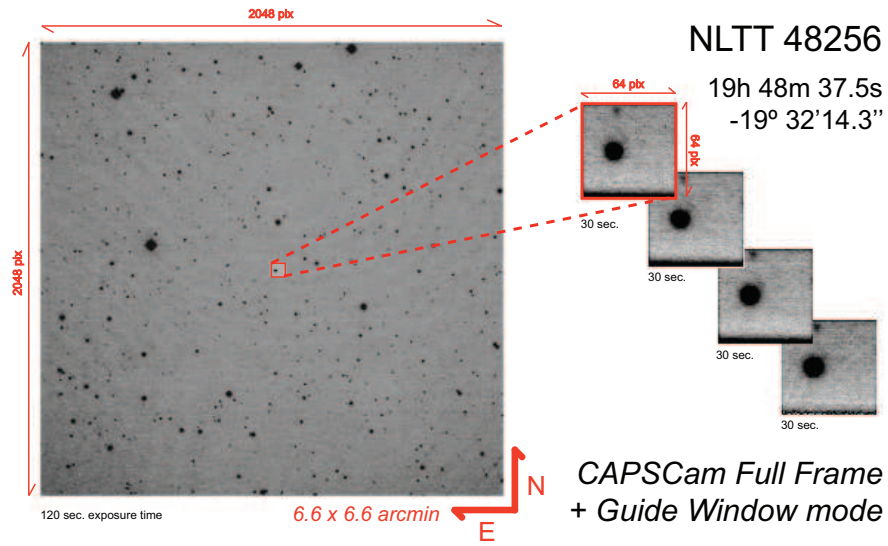 2048 pix
NLTT 48256
19h 48m 37.5s
-19º 32'14.3’’
64 pix
64 pix
2048 pix
30 sec.
30 sec.
30 sec.
30 sec.
120 sec. exposure time
6.6 x 6.6 arcmin
N
E
CAPSCam Full Frame
+ Guide Window mode